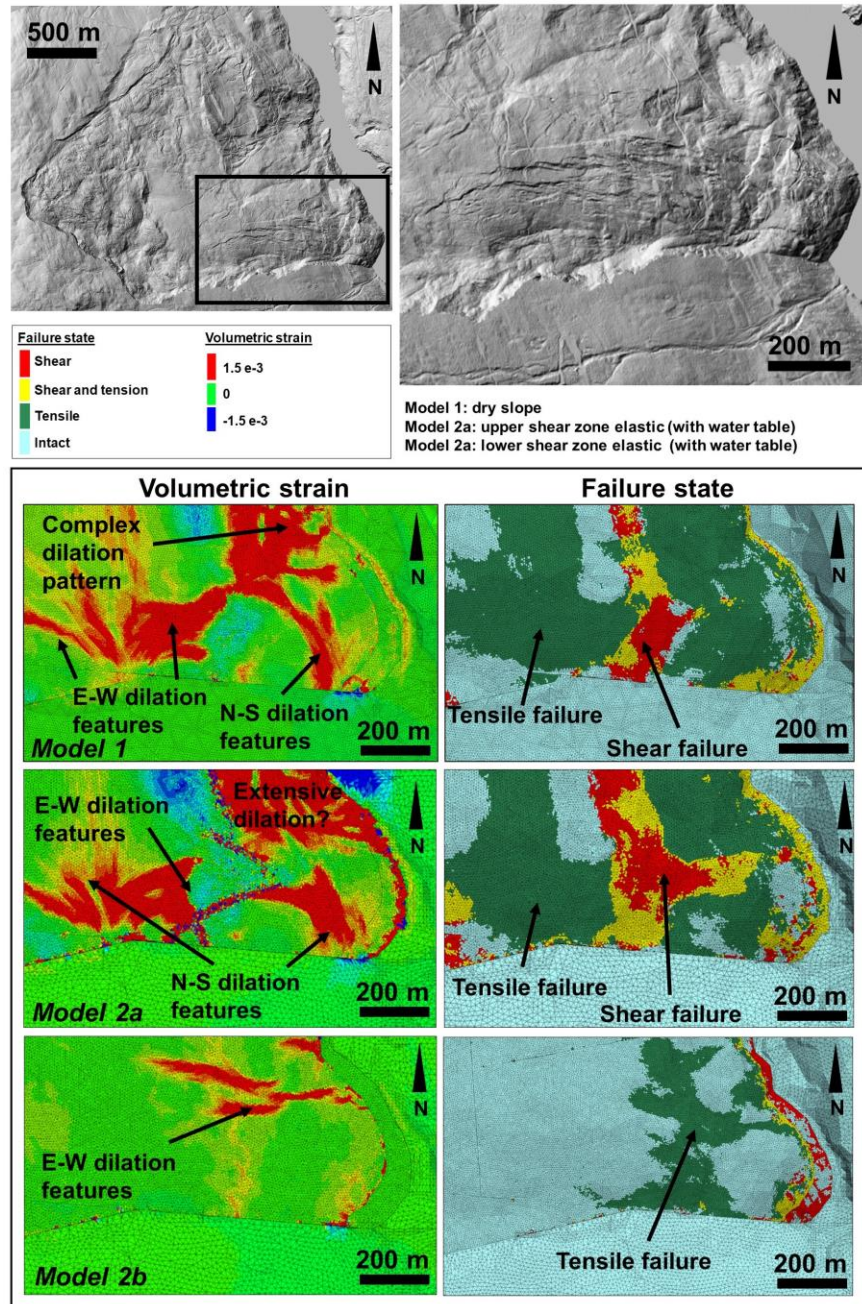 500 m
N
N
200 m
Failure state
Shear
Shear and tension
Tensile
Intact
Volumetric strain
1.5 e-3
0
-1.5 e-3
Model 1: dry slope
Model 2a: upper shear zone elastic (with water table)
Model 2a: lower shear zone elastic (with water table)
Volumetric strain
Failure state
Complex
dilation
pattern
N
E-W dilation
features
N-S dilation
features
Model 1
200 m
N
Tensile failure
Shear failure
200 m
E-W dilation
features
Extensive
dilation?
N
N-S dilation
features
Model 2a
200 m
N
Tensile failure
Shear failure
200 m
N
E-W dilation
features
Model 2b
200 m
N
Tensile failure
200 m